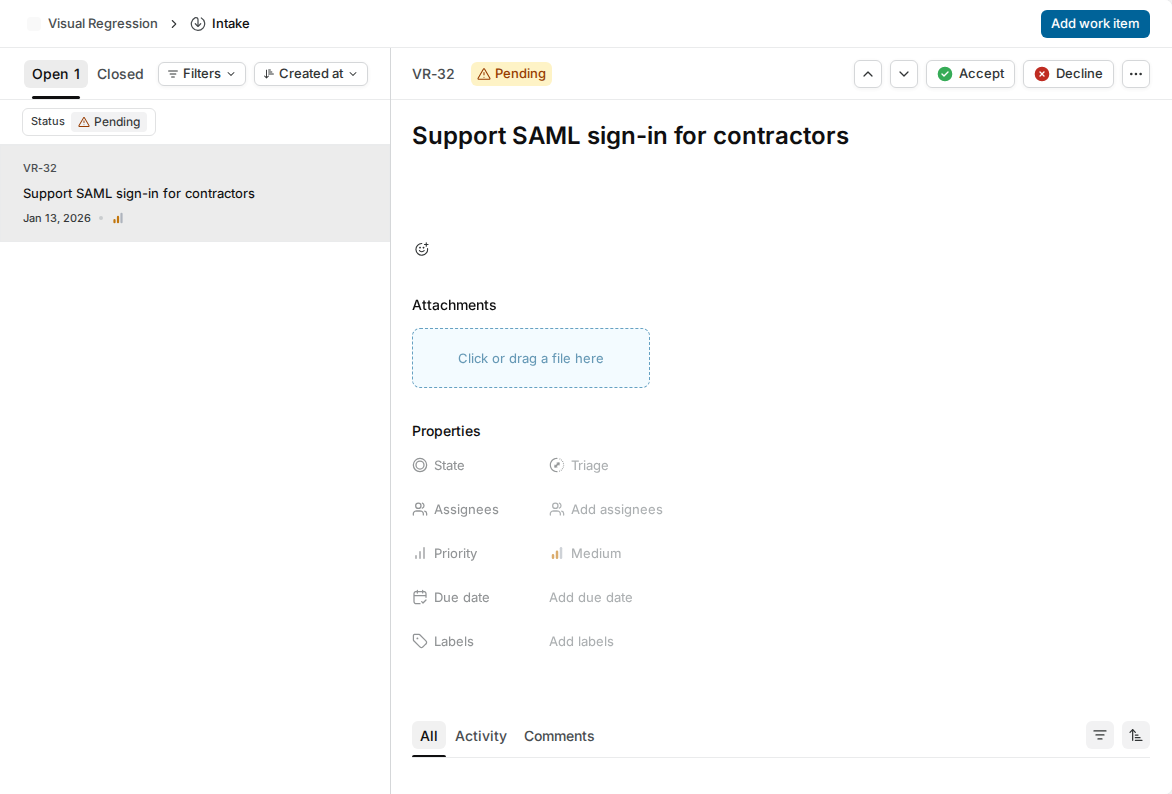 Visual Regression > Intake
Add work item
Open 1 Closed Filters Created at
Status Pending
VR-32
Support SAML sign-in for contractors
Jan 13, 2026
VR-32 Pending
Accept Decline
Support SAML sign-in for contractors
Attachments
Click or drag a file here
Properties
State Triage
Assignees Add assignees
Priority Medium
Due date Add due date
Labels Add labels
All Activity Comments